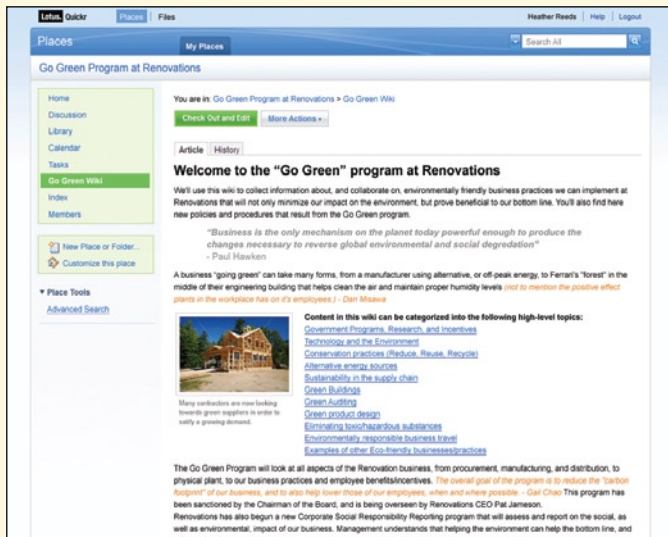 Lotus. Quickr Places Files Heather Reeds Help Logout
Places My Places Search All
Go Green Program at Renovations
Home
Discussion
Library
Calendar
Tasks
Go Green Wiki
Index
Members
New Place or Folder...
Customize this place
Place Tools
Advanced Search
You are in: Go Green Program at Renovations > Go Green Wiki
Check Out and Edit More Actions
Article History
Welcome to the “Go Green” program at Renovations
We'll use this wiki to collect information about, and collaborate on, environmentally friendly business practices we can implement at
Renovations that will not only minimize our impact on the environment, but prove beneficial to our bottom line. You'll also find here
new policies and procedures that result from the Go Green program.
“Business is the only mechanism on the planet today powerful enough to produce the
changes necessary to reverse global environmental and social degredation”
- Paul Hawken
A business “going green” can take many forms, from a manufacturer using alternative, or off-peak energy, to Ferrari's “forest” in the
middle of their engineering building that helps clean the air and maintain proper humidity levels (not to mention the positive effect
plants in the workplace has on it's employees.) - Dan Misawa
Many contractors are now looking
towards green suppliers in order to
satify a growing demand.
Content in this wiki can be categorized into the following high-level topics:
Government Programs, Research, and Incentives
Technology and the Environment
Conservation practices (Reduce, Reuse, Recycle)
Alternative energy sources
Sustainability in the supply chain
Green Buildings
Green Auditing
Green product design
Eliminating toxic/hazardous substances
Environmentally responsible business travel
Examples of other Eco-friendly businesses/practices
The Go Green Program will look at all aspects of the Renovation business, from procurement, manufacturing, and distribution, to
physical plant, to our business practices and employee benefits/incentives. The overall goal of the program is to reduce the “carbon
footprint” of our business, and to also help lower those of our employees, when and where possible. - Gail Chao This program has
been sanctioned by the Chairman of the Board, and is being overseen by Renovations CEO Pat Jameson.
Renovations has also begun a new Corporate Social Responsibility Reporting program that will assess and report on the social, as
well as environmental, impact of our business. Management understands that helping the environment can help the bottom line, and